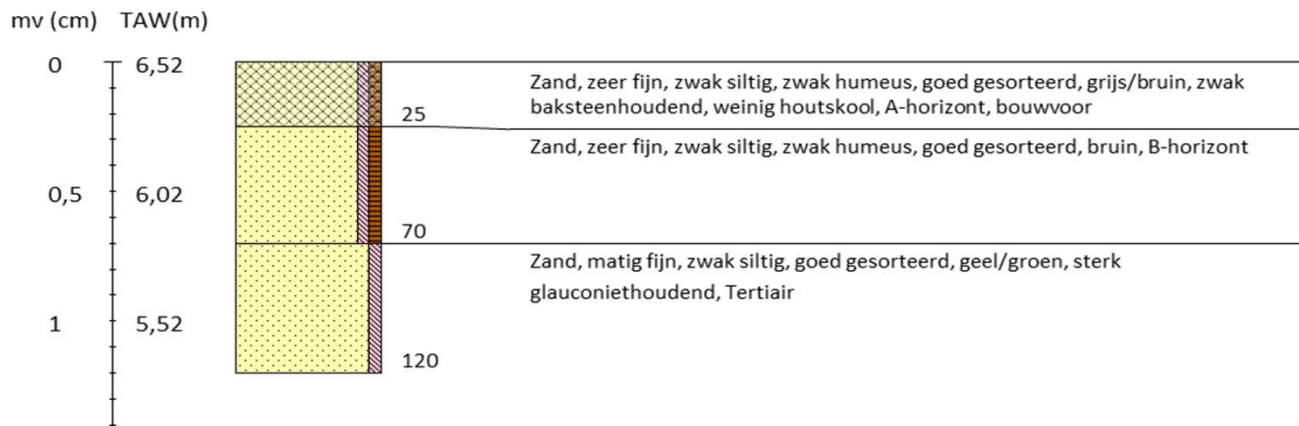 mv (cm) TAW(m)
0 6,52
Zand, zeer fijn, zwak siltig, zwak humeus, goed gesorteerd, grijs/bruin, zwak
baksteenhoudend, weinig houtskool, A-horizont, bouwvoor
25
Zand, zeer fijn, zwak siltig, zwak humeus, goed gesorteerd, bruin, B-horizont
0,5 6,02
70
Zand, matig fijn, zwak siltig, goed gesorteerd, geel/groen, sterk
glauconiethoudend, Tertiair
1 5,52
120